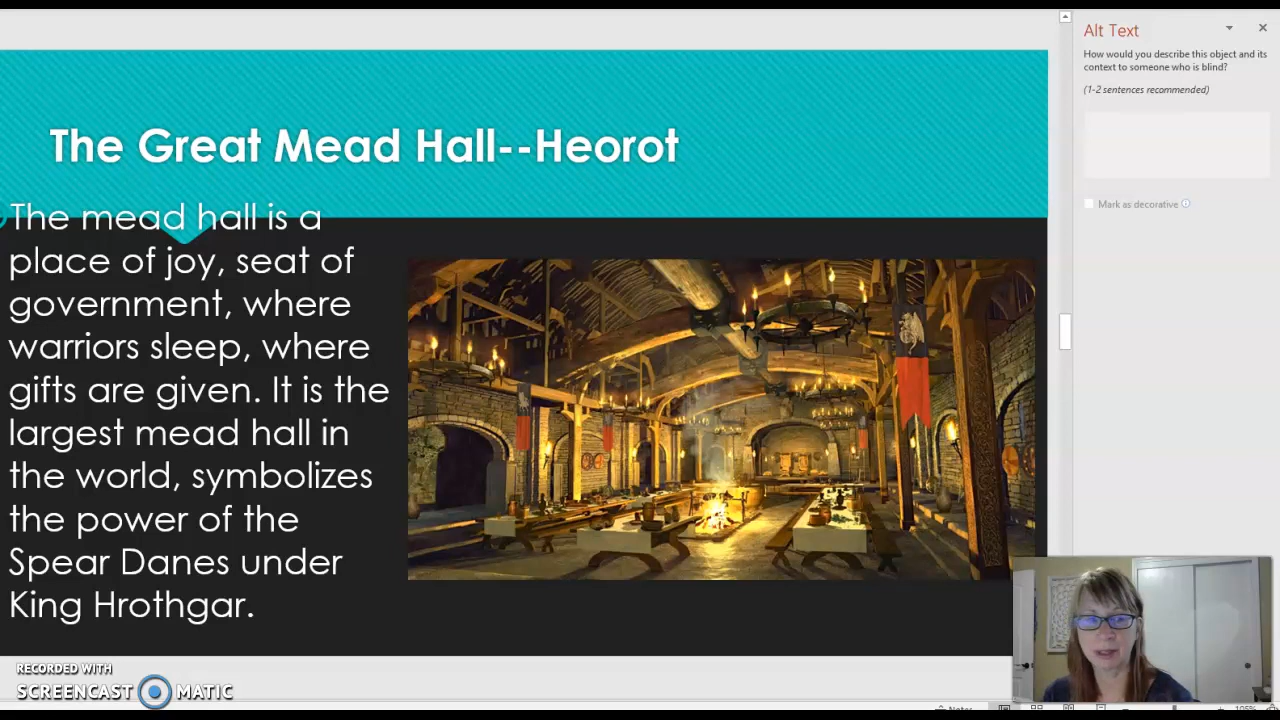 The Great Mead Hall--Heorot
The mead hall is a
place of joy, seat of
government, where
warriors sleep, where
gifts are given. It is the
largest mead hall in
the world, symbolizes
the power of the
Spear Danes under
King Hrothgar.
Alt Text
How would you describe this object and its
context to someone who is blind?
(1-2 sentences recommended)
Mark as decorative
RECORDED WITH
SCREENCAST MATIC
Notes
105%